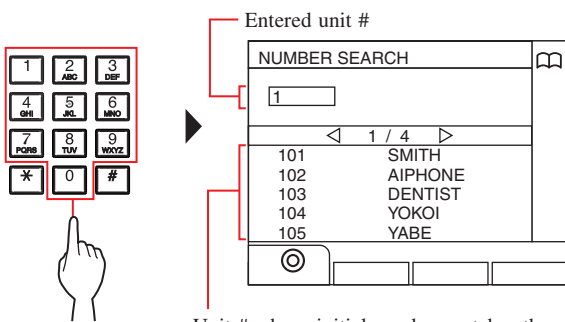 Entered unit #
1 2 ABC 3 DEF
4 GHI 5 JKL 6 MNO
7 PQRS 8 TUV 9 WXYZ
* 0 #
NUMBER SEARCH
1
1 / 4
101 SMITH
102 AIPHONE
103 DENTIST
104 YOKOI
105 YABE